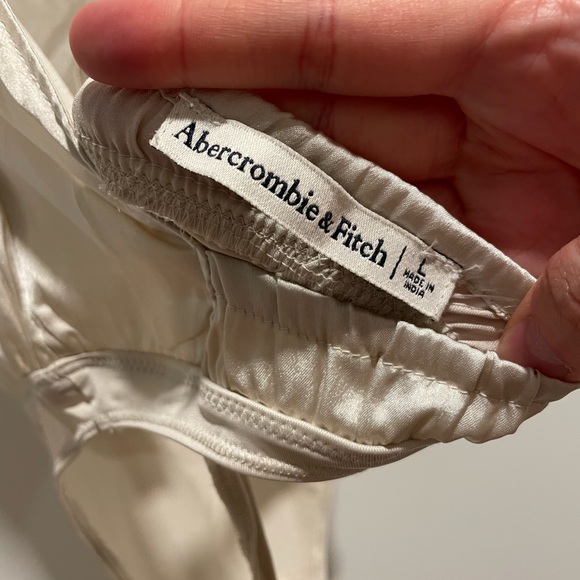 Abercrombie & Fitch
L
MADE IN
INDIA